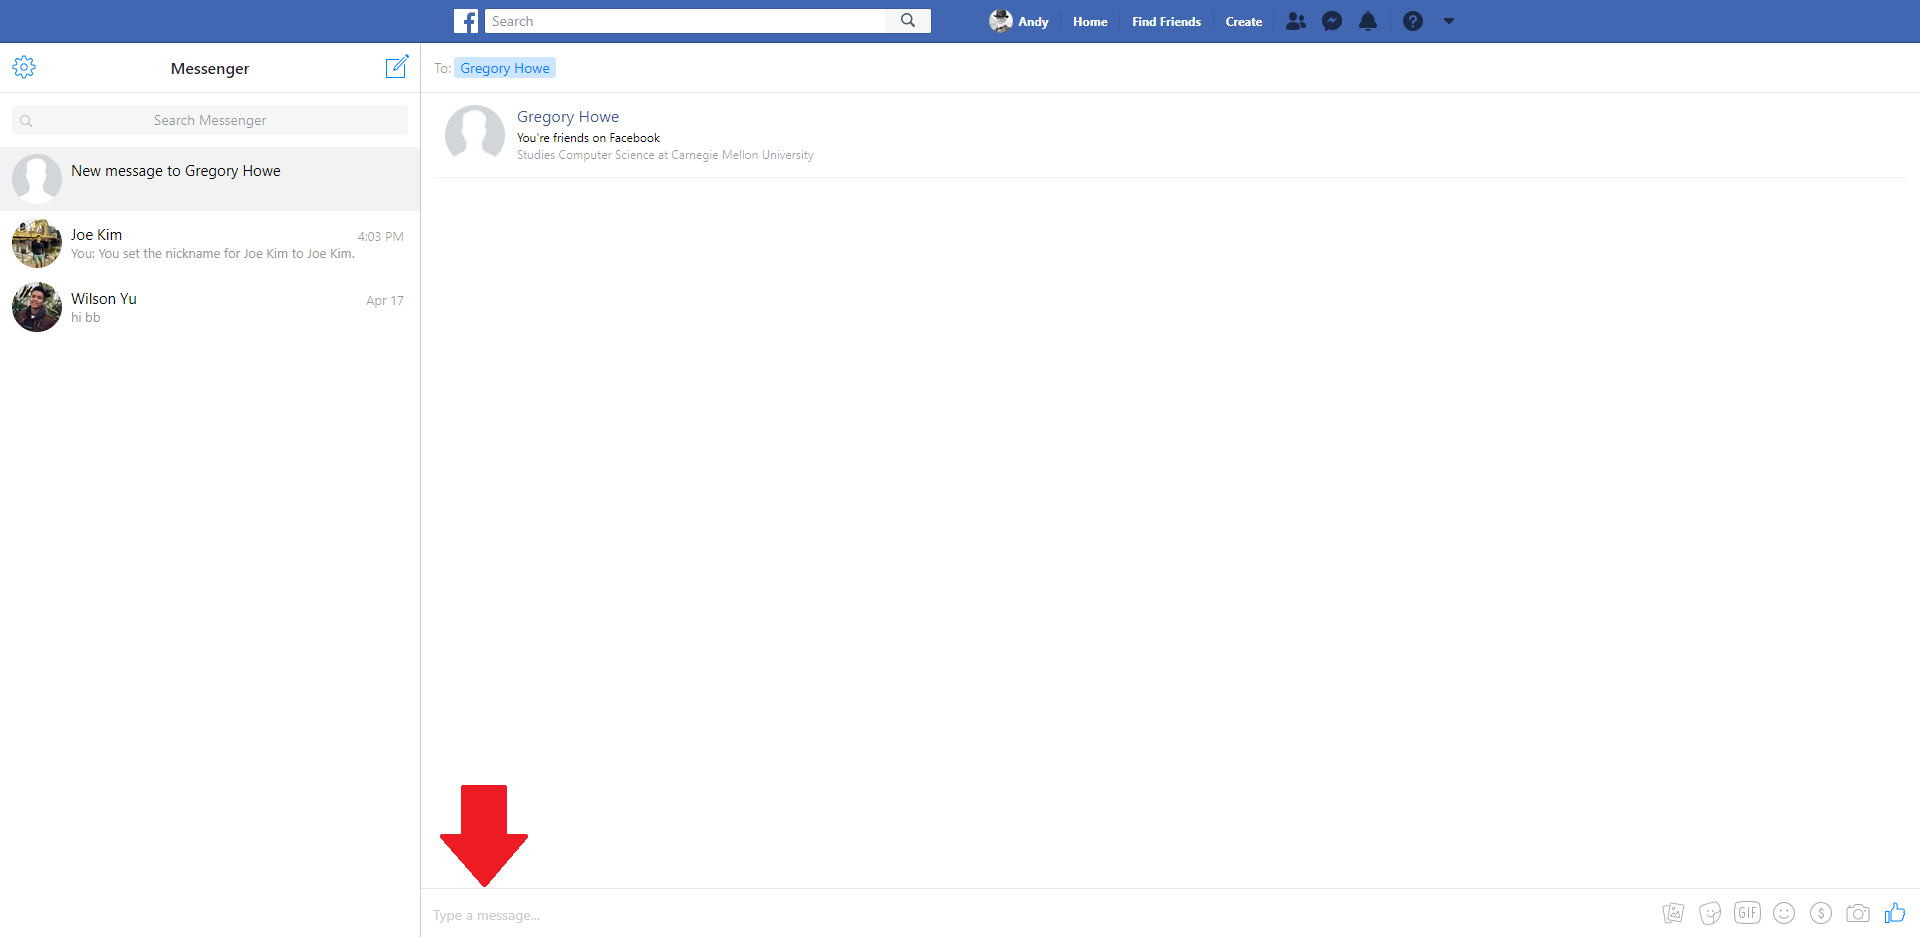 Search
Andy
Home
Find Friends
Create
Messenger
Search Messenger
New message to Gregory Howe
Joe Kim
4:03 PM
You: You set the nickname for Joe Kim to Joe Kim.
Wilson Yu
Apr 17
hi bb
To: Gregory Howe
Gregory Howe
You're friends on Facebook
Studies Computer Science at Carnegie Mellon University
Type a message...
GIF